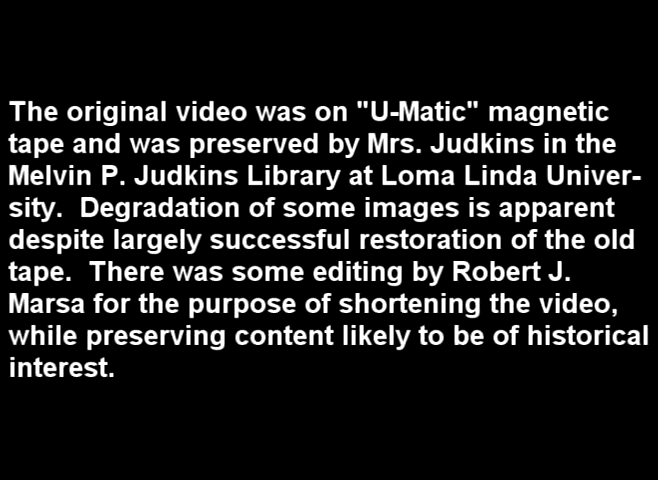 The original video was on "U-Matic" magnetic
tape and was preserved by Mrs. Judkins in the
Melvin P. Judkins Library at Loma Linda Univer-
sity.  Degradation of some images is apparent
despite largely successful restoration of the old
tape.  There was some editing by Robert J.
Marsa for the purpose of shortening the video,
while preserving content likely to be of historical
interest.